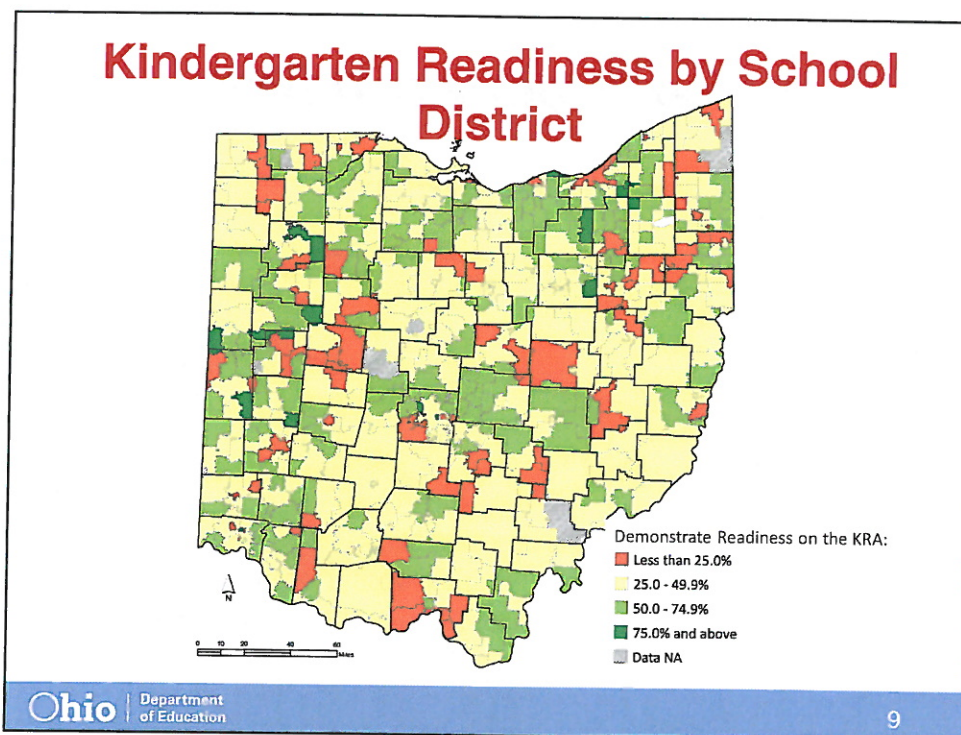 Kindergarten Readiness by School
District
Demonstrate Readiness on the KRA:
Less than 25.0%
25.0 - 49.9%
50.0 - 74.9%
75.0% and above
Data NA
N
0 10 20 40 60
Miles
Ohio
Department
of Education
9